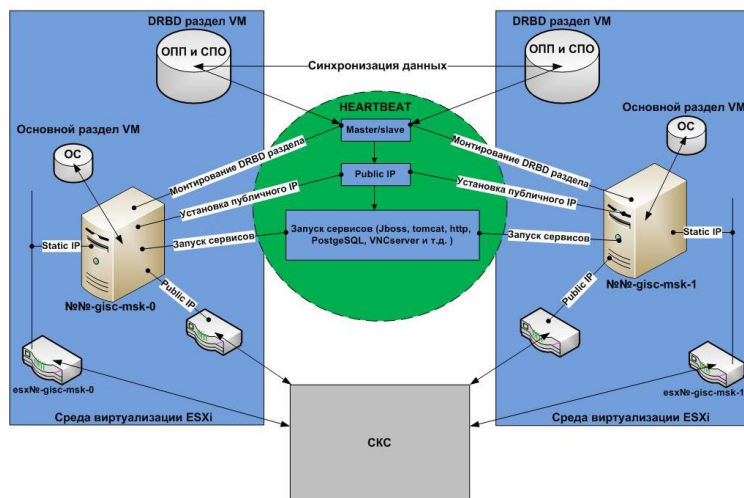 DRBD раздел VM
ОПП и СПО
Синхронизация данных
DRBD раздел VM
ОПП и СПО
HEARTBEAT
Master/slave
Основной раздел VM
ОС
Основной раздел VM
ОС
Монтирование DRBD раздела
Монтирование DRBD раздела
Public IP
Установка публичного IP
Установка публичного IP
Запуск сервисов (Jboss, tomcat, http,
PostgeSQL, VNCserver и т.д. )
Запуск сервисов
Запуск сервисов
Static IP
Static IP
№№-gisc-msk-0
№№-gisc-msk-1
Public IP
Public IP
esx№-gisc-msk-0
esx№-gisc-msk-1
Среда виртуализации ESXi
Среда виртуализации ESXi
СКС